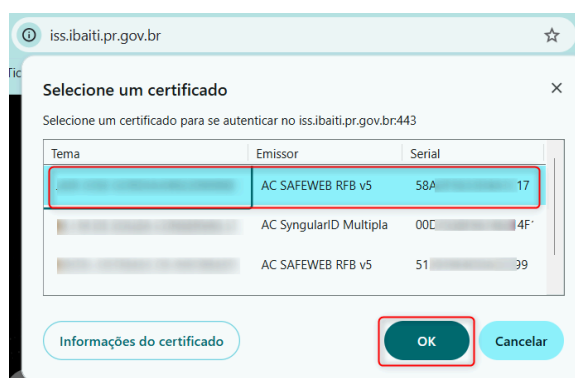 iss.ibaiti.pr.gov.br
Tic
Selecione um certificado
Selecione um certificado para se autenticar no iss.ibaiti.pr.gov.br:443
Tema Emissor Serial
AC SAFEWEB RFB v5 58A 17
AC SyngularID Multipla 00D 4F
AC SAFEWEB RFB v5 51 99
Informações do certificado OK Cancelar